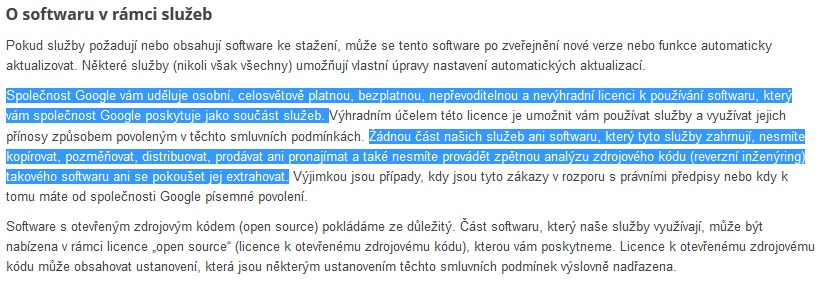 O softwaru v rámci služeb
Pokud služby požadují nebo obsahují software ke stažení, může se tento software po zveřejnění nové verze nebo funkce automaticky
aktualizovat. Některé služby (nikoli však všechny) umožňují vlastní úpravy nastavení automatických aktualizací.
Společnost Google vám uděluje osobní, celosvětově platnou, bezplatnou, nepřevoditelnou a nevýhradní licenci k používání softwaru, který
vám společnost Google poskytuje jako součást služeb. Výhradním účelem této licence je umožnit vám používat služby a využívat jejich
přínosy způsobem povoleným v těchto smluvních podmínkách. Žádnou část našich služeb ani softwaru, který tyto služby zahrnují, nesmíte
kopírovat, pozměňovat, distribuovat, prodávat ani pronajímat a také nesmíte provádět zpětnou analýzu zdrojového kódu (reverzní inženýring)
takového softwaru ani se pokoušet jej extrahovat. Výjimkou jsou případy, kdy jsou tyto zákazy v rozporu s právními předpisy nebo kdy k
tomu máte od společnosti Google písemné povolení.
Software s otevřeným zdrojovým kódem (open source) pokládáme ze důležitý. Část softwaru, který naše služby využívají, může být
nabízena v rámci licence „open source“ (licence k otevřenému zdrojovému kódu), kterou vám poskytneme. Licence k otevřenému zdrojovému
kódu může obsahovat ustanovení, která jsou některým ustanovením těchto smluvních podmínek výslovně nadřazena.